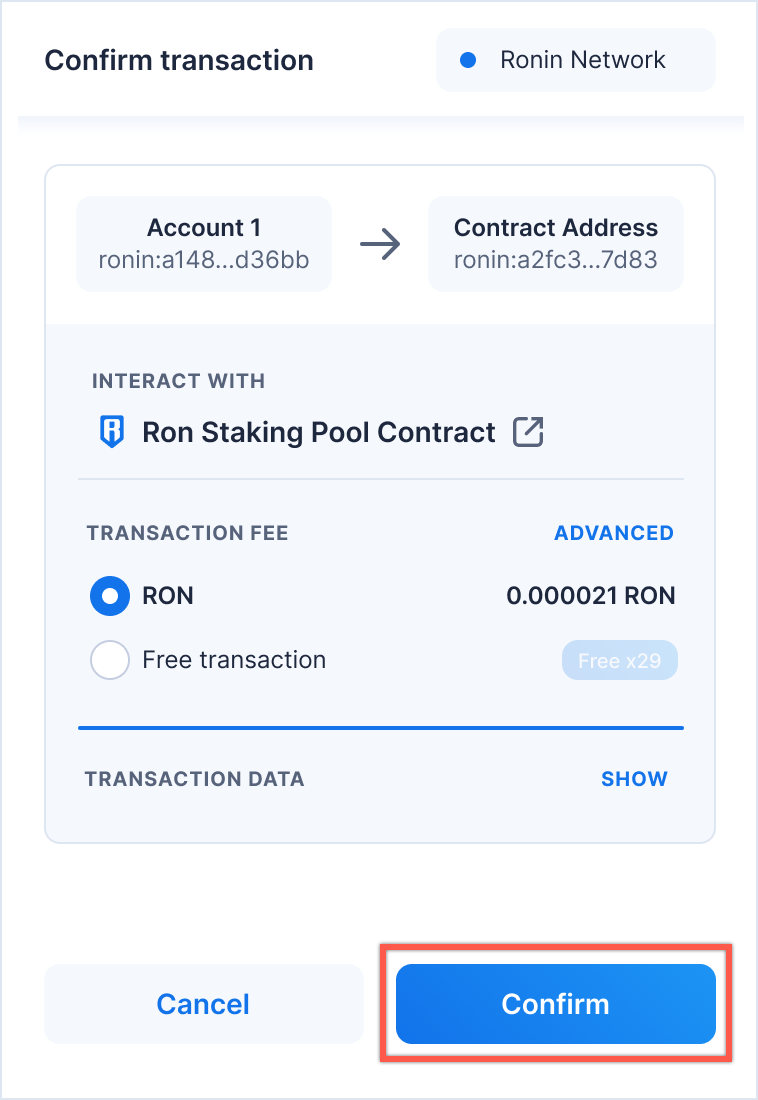 Confirm transaction
Ronin Network
Account 1
ronin:a148...d36bb
Contract Address
ronin:a2fc3...7d83
INTERACT WITH
Ron Staking Pool Contract
TRANSACTION FEE
ADVANCED
RON
0.000021 RON
Free transaction
Free x29
TRANSACTION DATA
SHOW
Cancel
Confirm